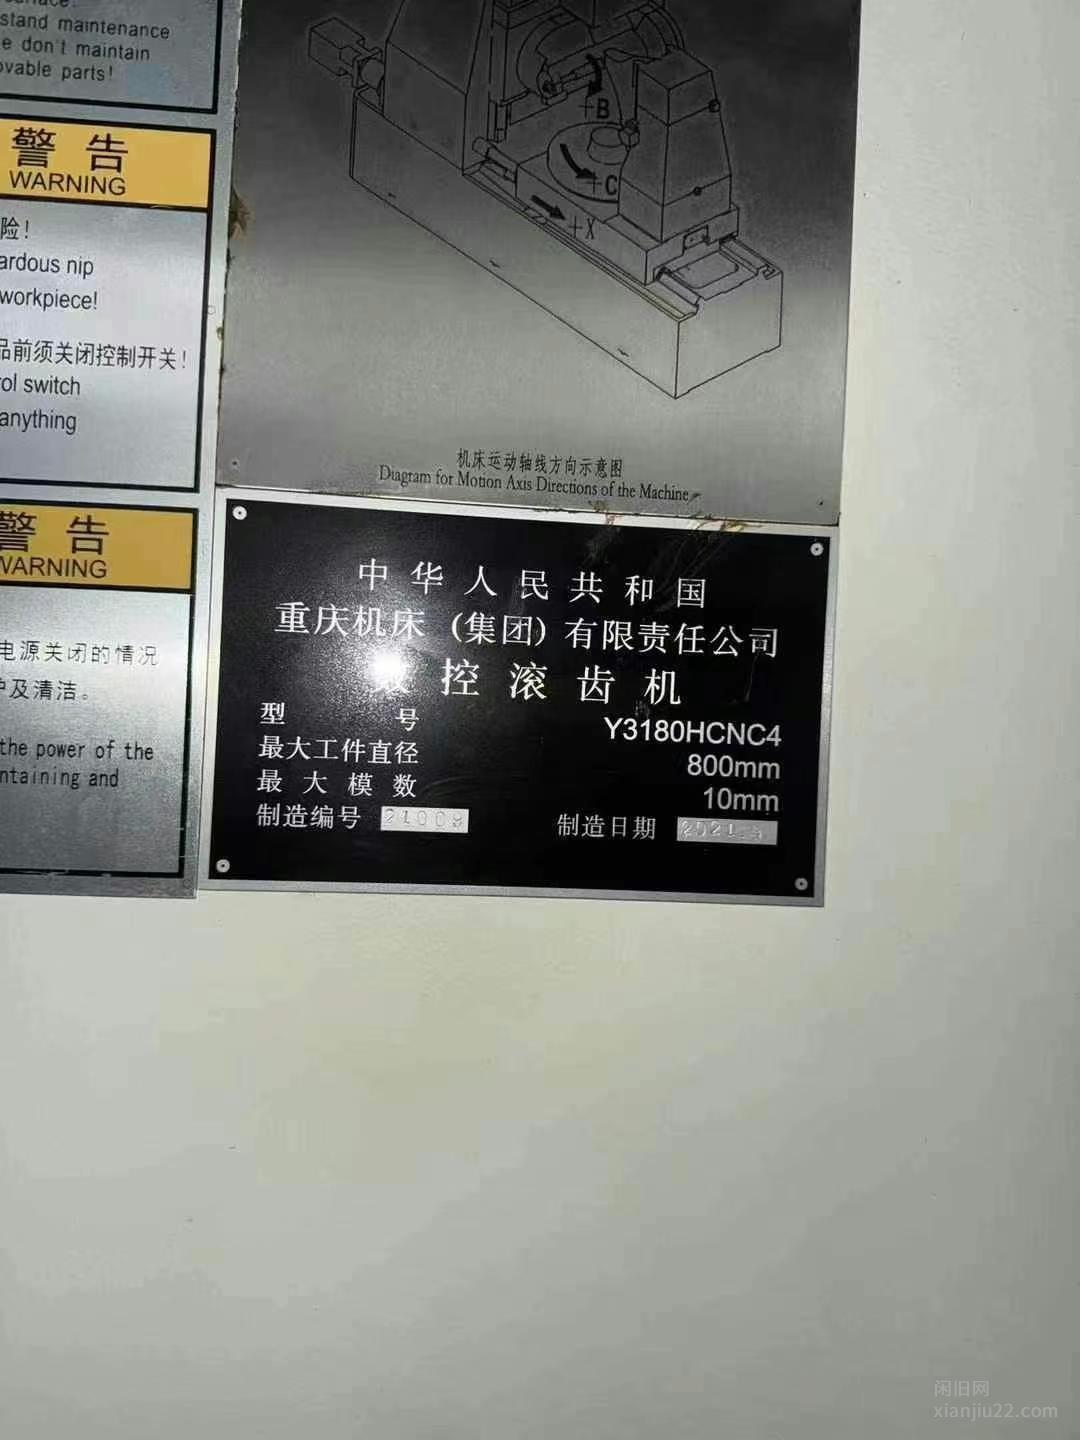 stand maintenance
e don't maintain
ovable parts!
警告
WARNING
险!
ardous nip
workpiece!
品前须关闭控制开关!
rol switch
anything
警告
WARNING
电源关闭的情况
户及清洁。
the power of the
ntaining and
+B
+C
+X
机床运动轴线方向示意图
Diagram for Motion Axis Directions of the Machine
中华人民共和国
重庆机床(集团)有限责任公司
控滚齿机
型号 Y3180HCNC4
最大工件直径 800mm
最大模数 10mm
制造编号 21009 制造日期 2021.
闲旧网
xianjiu22.com